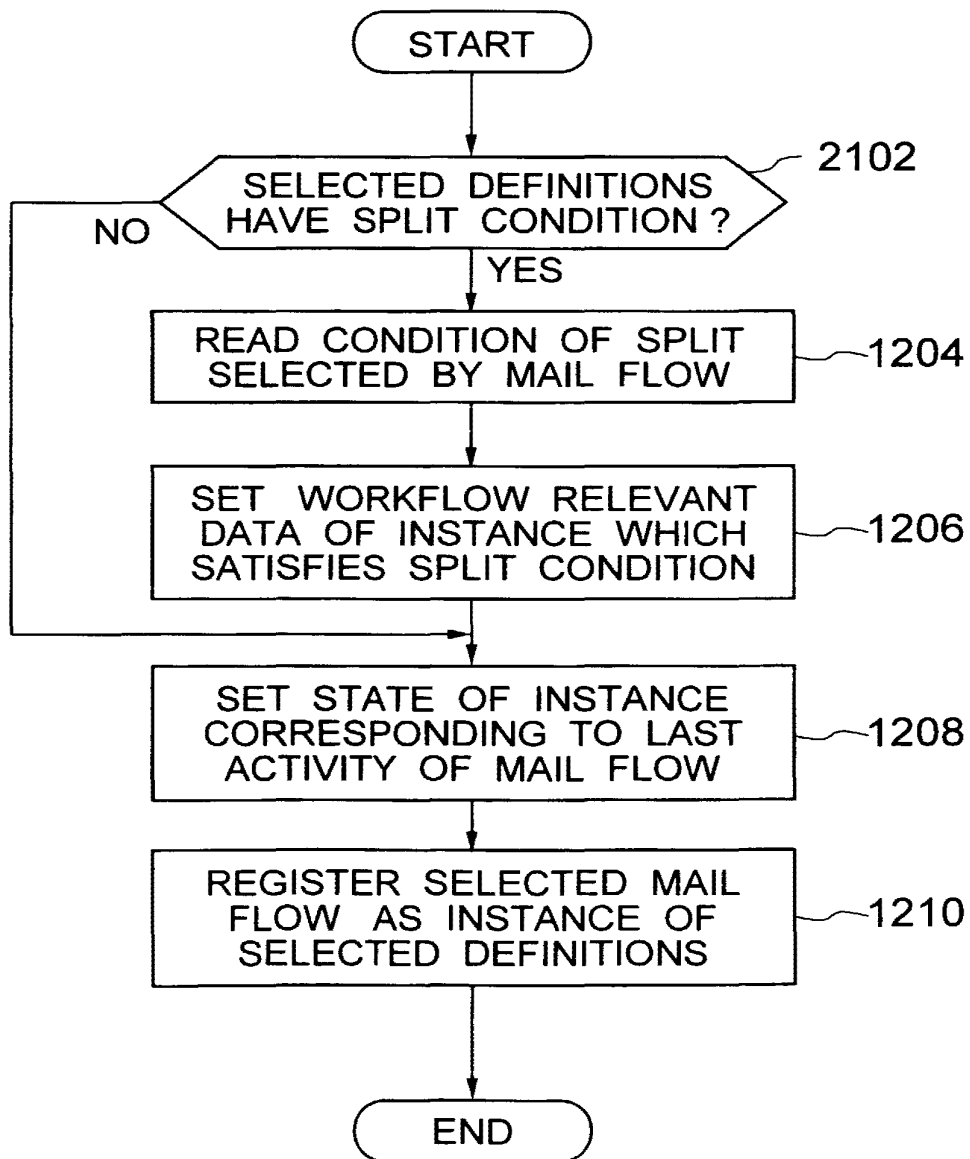 START
2102
SELECTED DEFINITIONS
HAVE SPLIT CONDITION ?
NO
YES
READ CONDITION OF SPLIT
SELECTED BY MAIL FLOW
1204
SET WORKFLOW RELEVANT
DATA OF INSTANCE WHICH
SATISFIES SPLIT CONDITION
1206
SET STATE OF INSTANCE
CORRESPONDING TO LAST
ACTIVITY OF MAIL FLOW
1208
REGISTER SELECTED MAIL
FLOW AS INSTANCE OF
SELECTED DEFINITIONS
1210
END